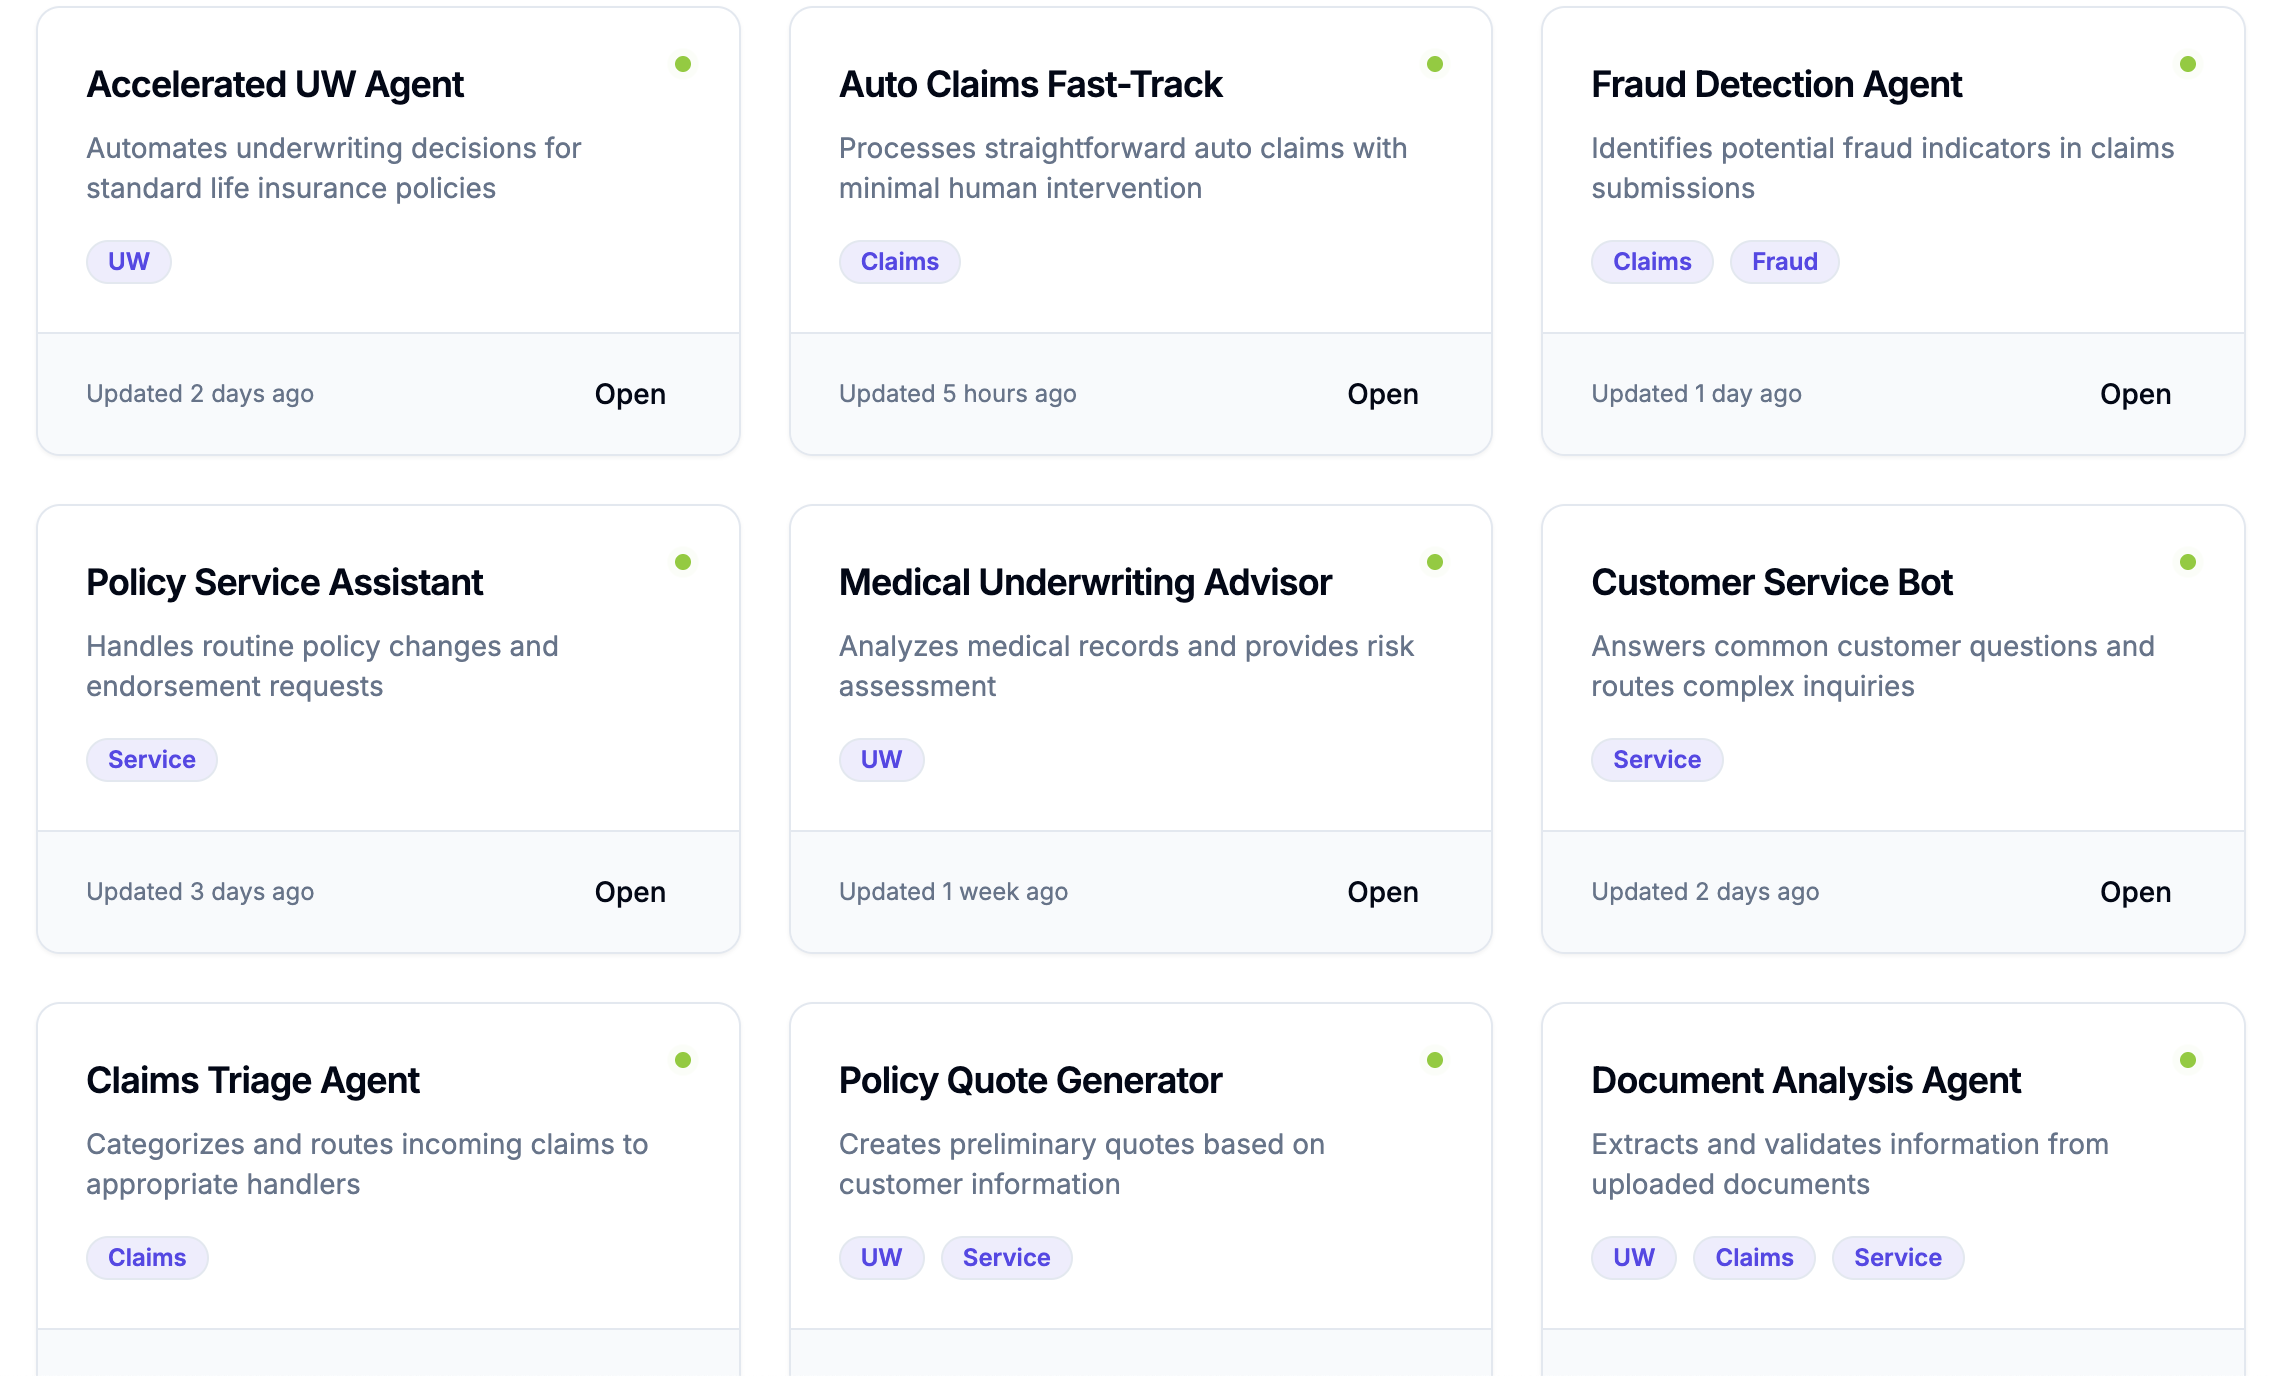 Accelerated UW Agent
Automates underwriting decisions for
standard life insurance policies
UW
Updated 2 days ago
Open
Auto Claims Fast-Track
Processes straightforward auto claims with
minimal human intervention
Claims
Updated 5 hours ago
Open
Fraud Detection Agent
Identifies potential fraud indicators in claims
submissions
Claims Fraud
Updated 1 day ago
Open
Policy Service Assistant
Handles routine policy changes and
endorsement requests
Service
Updated 3 days ago
Open
Medical Underwriting Advisor
Analyzes medical records and provides risk
assessment
UW
Updated 1 week ago
Open
Customer Service Bot
Answers common customer questions and
routes complex inquiries
Service
Updated 2 days ago
Open
Claims Triage Agent
Categorizes and routes incoming claims to
appropriate handlers
Claims
Policy Quote Generator
Creates preliminary quotes based on
customer information
UW Service
Document Analysis Agent
Extracts and validates information from
uploaded documents
UW Claims Service